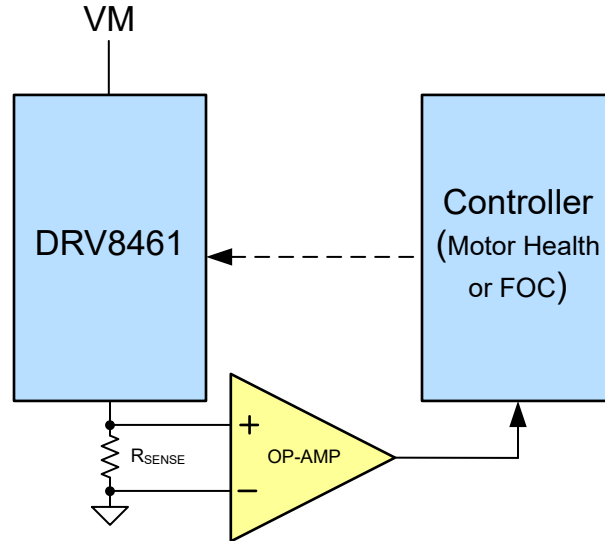 VM
DRV8461
Controller
(Motor Health
or FOC)
+
OP-AMP
−
RSENSE